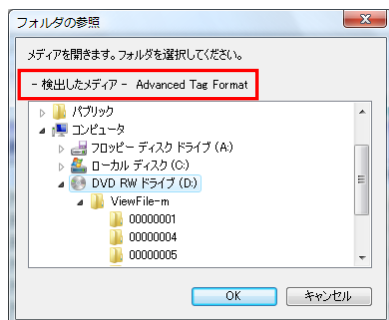 フォルダの参照
メディアを開きます。フォルダを選択してください。
- 検出したメディア - Advanced Tag Format
パブリック
コンピュータ
フロッピー ディスク ドライブ (A:)
ローカル ディスク (C:)
DVD RW ドライブ (D:)
ViewFile-m
00000001
00000004
00000005
OK キャンセル